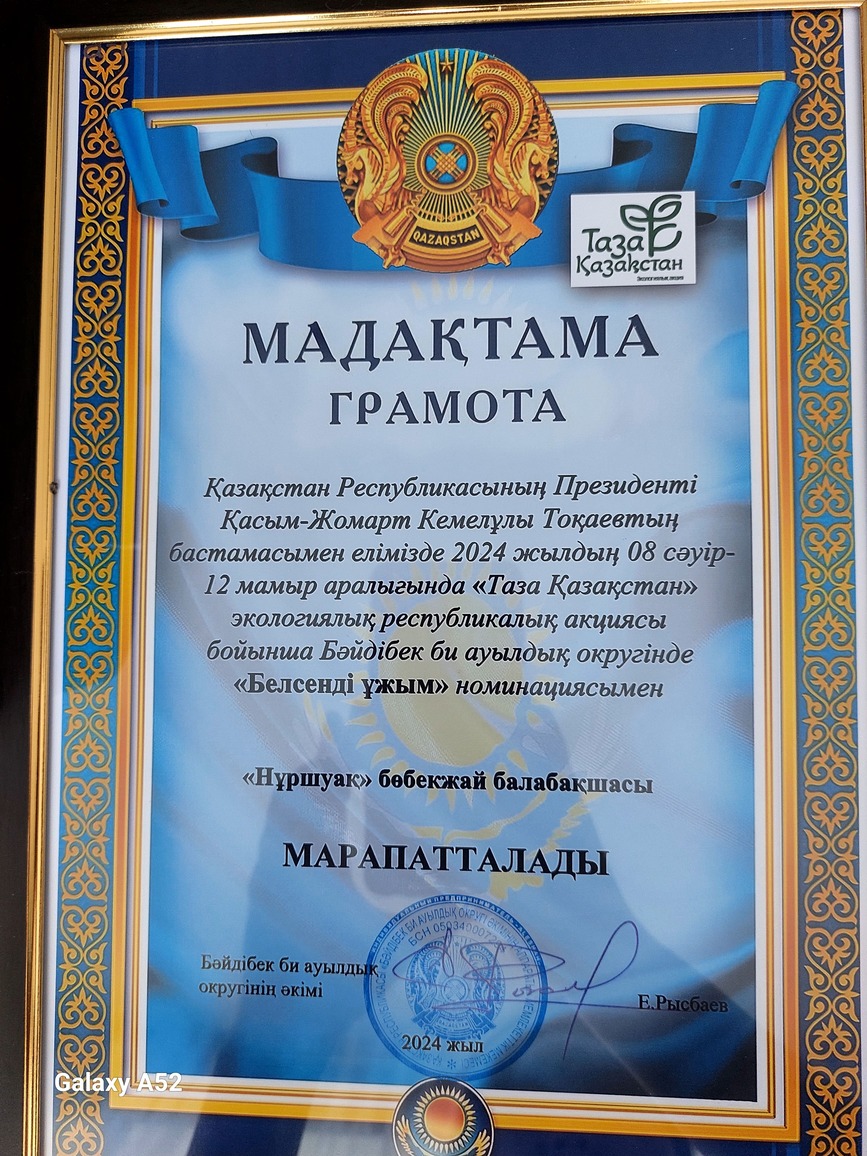 QAZAQSTAN
Таза
Қазақстан
МАДАҚТАМА
ГРАМОТА
Қазақстан Республикасының Президенті
Қасым-Жомарт Кемелұлы Тоқаевтың
бастамасымен елімізде 2024 жылдың 08 сәуір-
12 мамыр аралығында «Таза Қазақстан»
экологиялық республикалық акциясы
бойынша Бәйдібек би ауылдық округінде
«Белсенді ұжым» номинациясымен
«Нұршуақ» бөбекжай балабақшасы
МАРАПАТТАЛАДЫ
Бәйдібек би ауылдық
округінің әкімі
Е.Рысбаев
2024 жыл
Galaxy A52